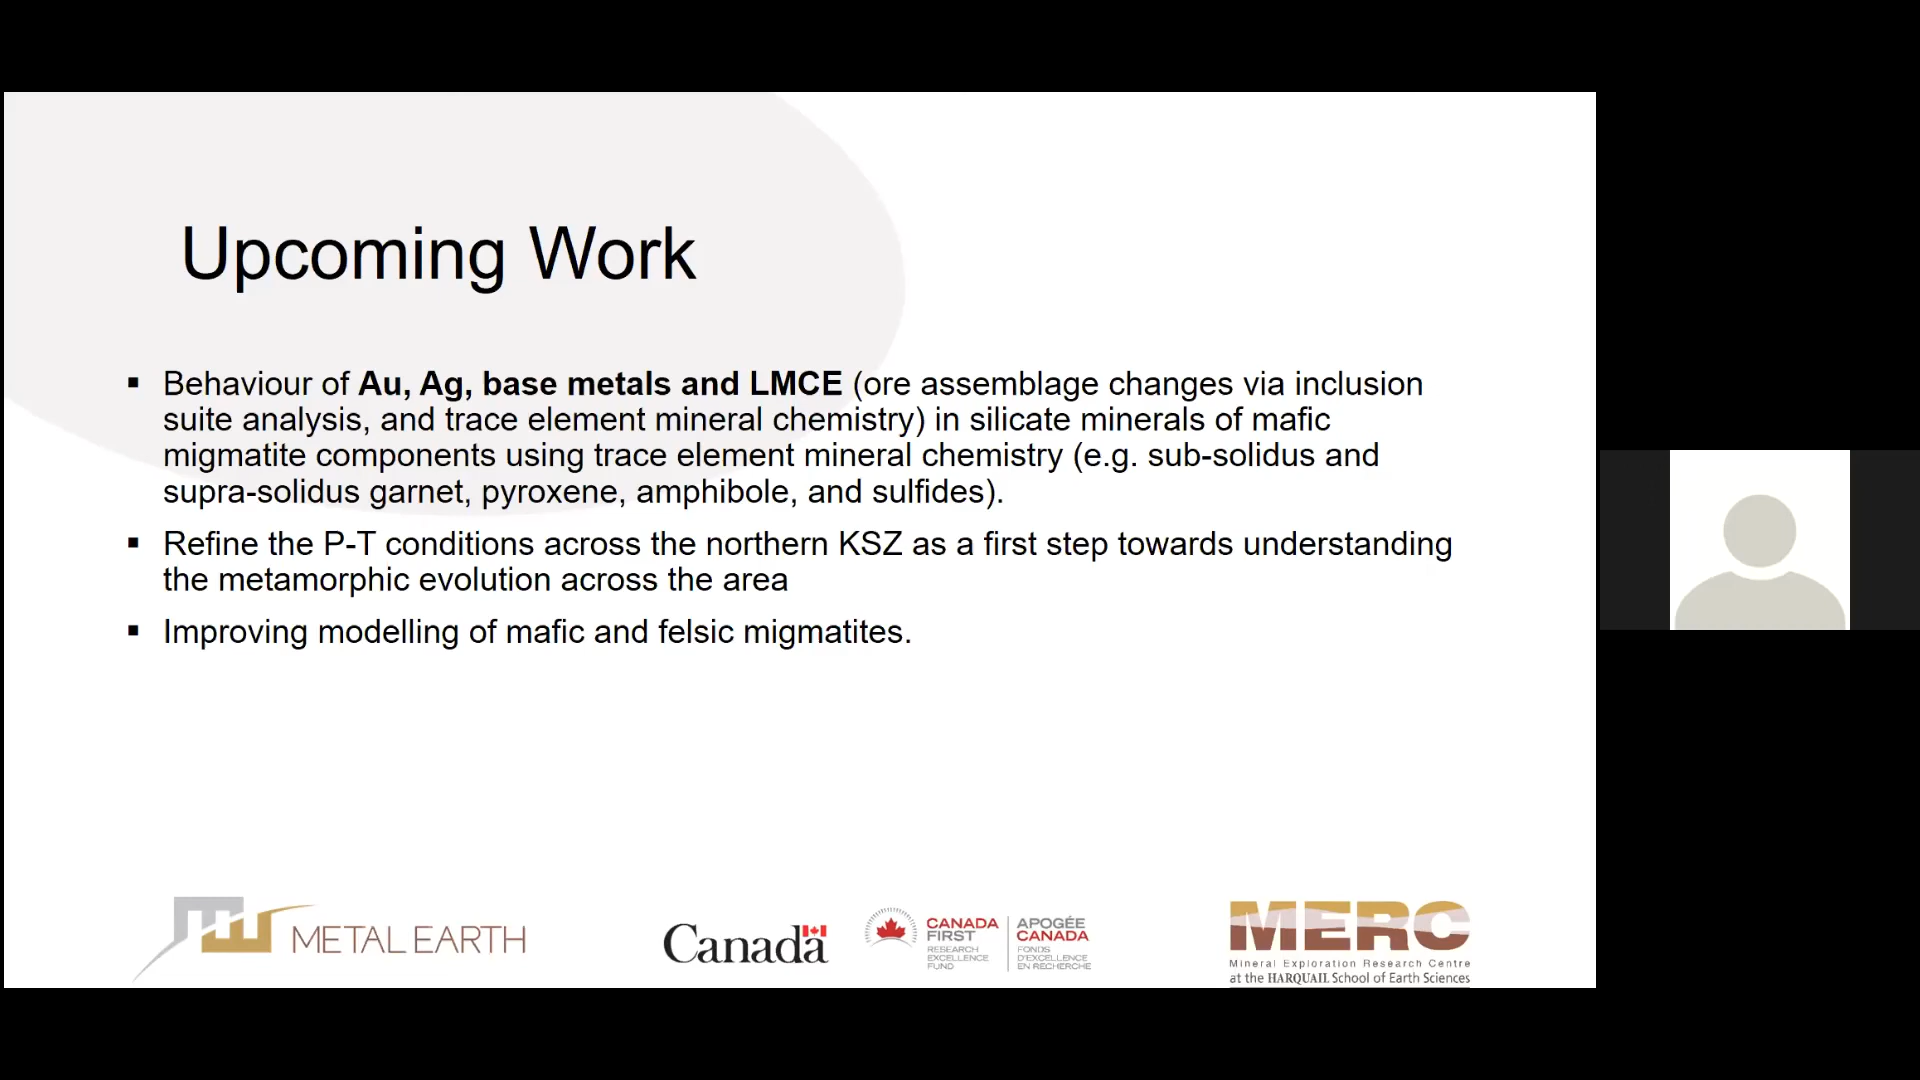 Upcoming Work
▪ Behaviour of Au, Ag, base metals and LMCE (ore assemblage changes via inclusion
suite analysis, and trace element mineral chemistry) in silicate minerals of mafic
migmatite components using trace element mineral chemistry (e.g. sub-solidus and
supra-solidus garnet, pyroxene, amphibole, and sulfides).
▪ Refine the P-T conditions across the northern KSZ as a first step towards understanding
the metamorphic evolution across the area
▪ Improving modelling of mafic and felsic migmatites.
METAL EARTH
Canada
CANADA
FIRST
RESEARCH
EXCELLENCE
FUND
APOGÉE
CANADA
FONDS
D'EXCELLENCE
EN RECHERCHE
MERC
Mineral Exploration Research Centre
at the HARQUAIL School of Earth Sciences